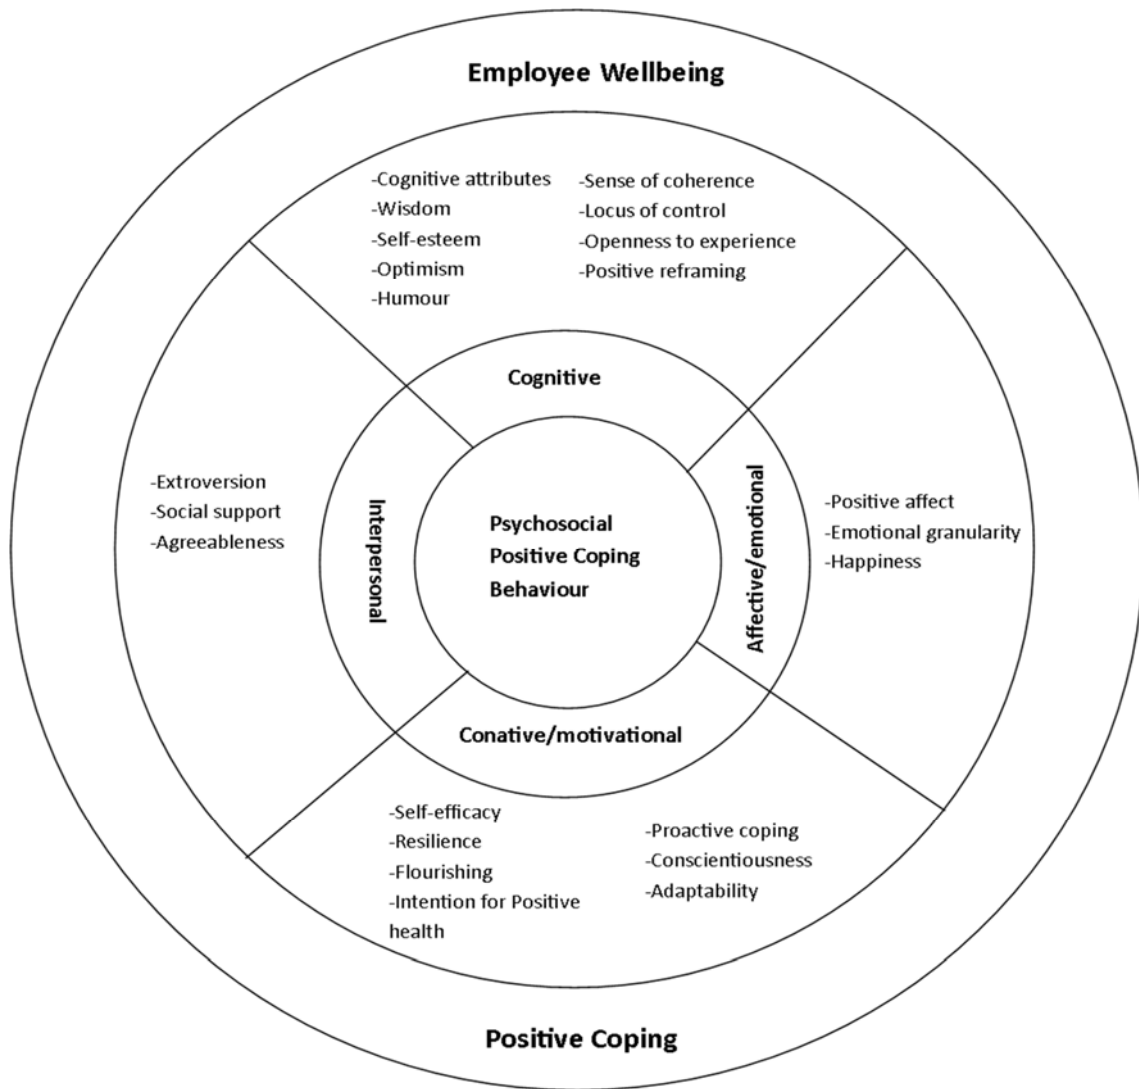 Employee Wellbeing
-Cognitive attributes
-Wisdom
-Self-esteem
-Optimism
-Humour
-Sense of coherence
-Locus of control
-Openness to experience
-Positive reframing
Cognitive
-Extroversion
-Social support
-Agreeableness
Interpersonal
Psychosocial
Positive Coping
Behaviour
Affective/emotional
-Positive affect
-Emotional granularity
-Happiness
Conative/motivational
-Self-efficacy
-Resilience
-Flourishing
-Intention for Positive
health
-Proactive coping
-Conscientiousness
-Adaptability
Positive Coping